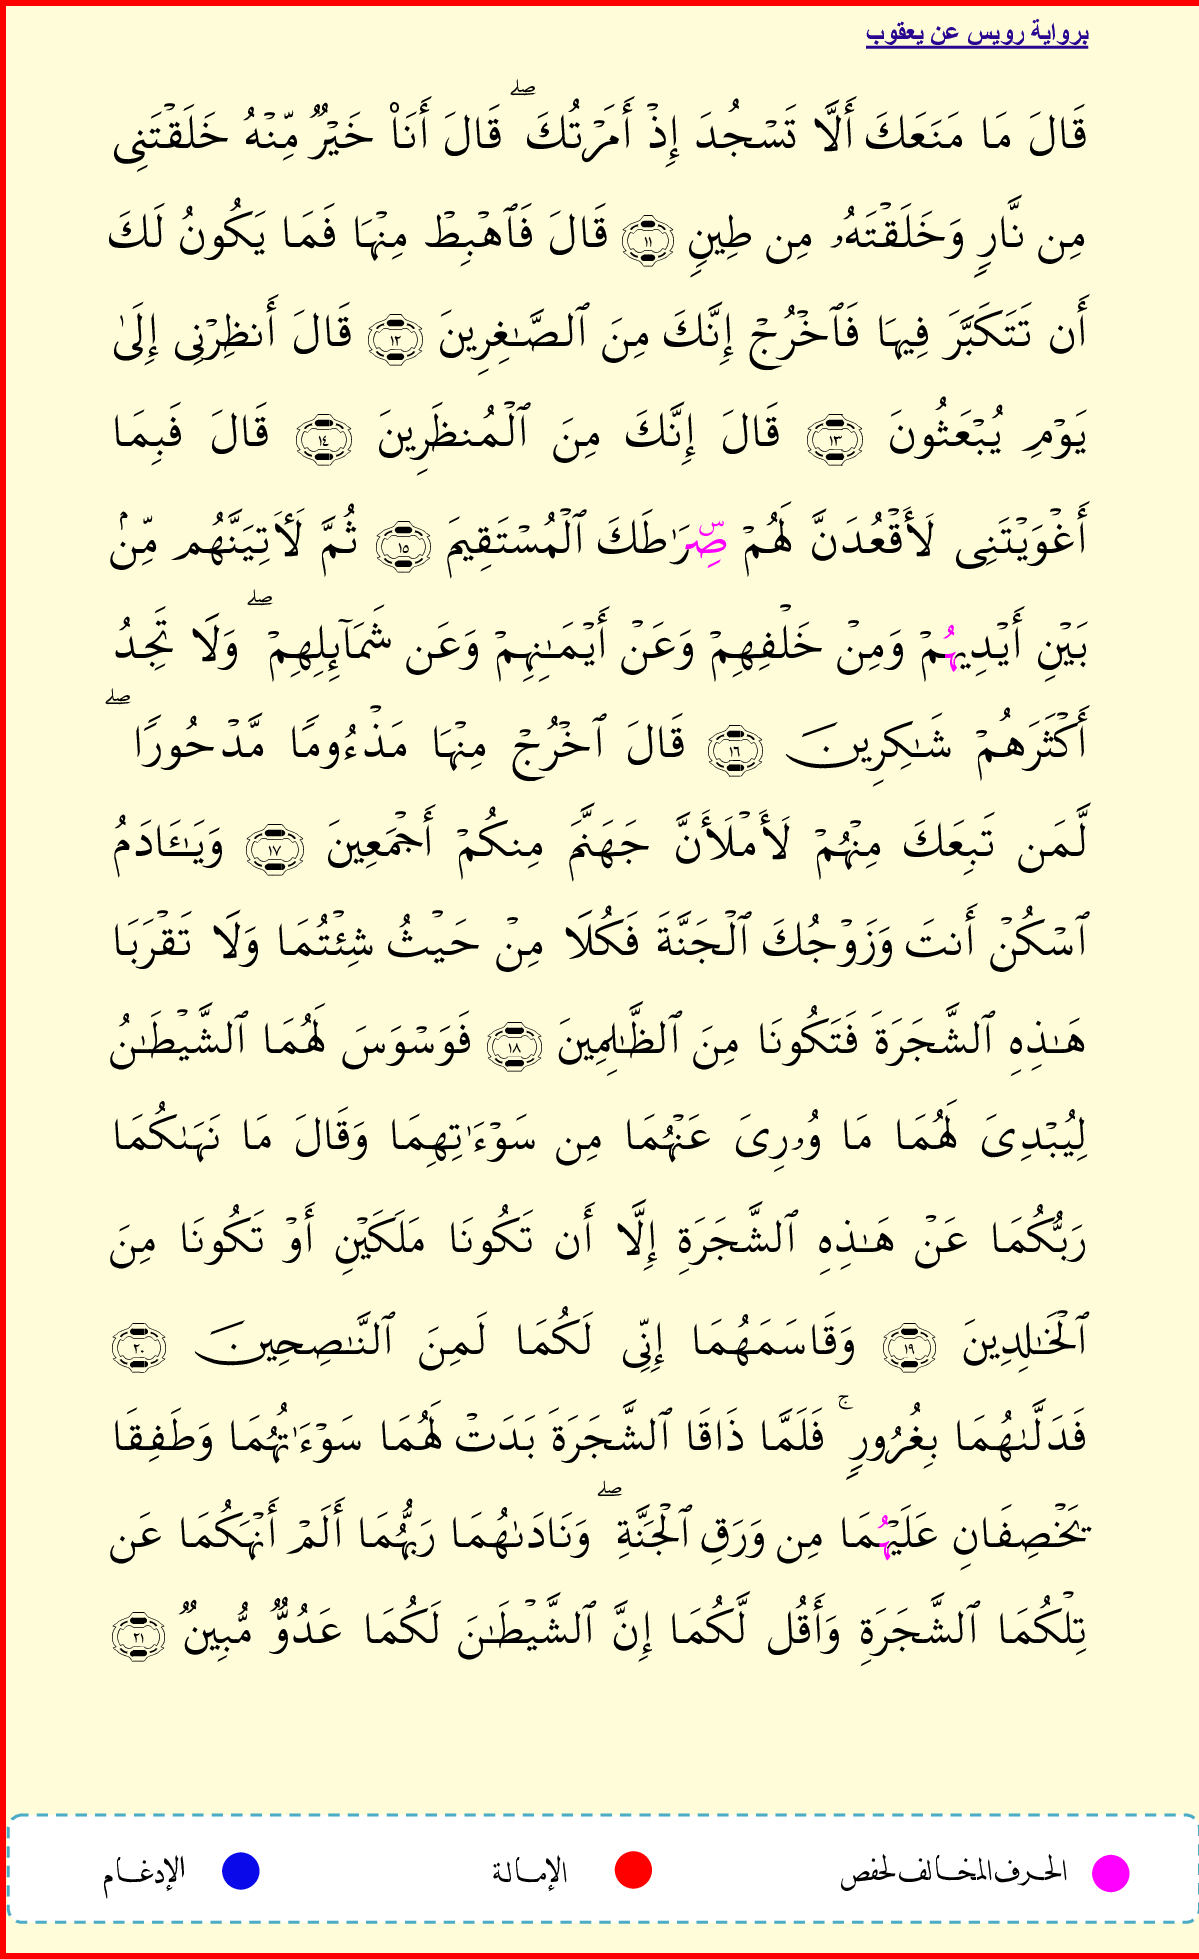 برواية رويس عن يعقوب
قَالَ مَا مَنَعَكَ أَلَّا تَسۡجُدَ إِذۡ أَمَرۡتُكَۖ قَالَ أَنَا۠ خَيۡرٌ مِّنۡهُ خَلَقۡتَنِى
مِن نَّارٍ وَخَلَقۡتَهُۥ مِن طِينٍ ١١ قَالَ فَٱهۡبِطۡ مِنۡهَا فَمَا يَكُونُ لَكَ
أَن تَتَكَبَّرَ فِيهَا فَٱخۡرُجۡ إِنَّكَ مِنَ ٱلصَّٰغِرِينَ ١٢ قَالَ أَنظِرۡنِى إِلَىٰ
يَوۡمِ يُبۡعَثُونَ ١٣ قَالَ إِنَّكَ مِنَ ٱلۡمُنظَرِينَ ١٤ قَالَ فَبِمَا
أَغۡوَيۡتَنِى لَأَقۡعُدَنَّ لَهُمۡ صِّرَٰطَكَ ٱلۡمُسۡتَقِيمَ ١٥ ثُمَّ لَأٓتِيَنَّهُم مِّنۢ
بَيۡنِ أَيۡدِيهُمۡ وَمِنۡ خَلۡفِهِمۡ وَعَنۡ أَيۡمَٰنِهِمۡ وَعَن شَمَآئِلِهِمۡۖ وَلَا تَجِدُ
أَكۡثَرَهُمۡ شَٰكِرِينَ ١٦ قَالَ ٱخۡرُجۡ مِنۡهَا مَذۡءُومًا مَّدۡحُورًاۖ
لَّمَن تَبِعَكَ مِنۡهُمۡ لَأَمۡلَأَنَّ جَهَنَّمَ مِنكُمۡ أَجۡمَعِينَ ١٧ وَيَٰٓـَٔادَمُ
ٱسۡكُنۡ أَنتَ وَزَوۡجُكَ ٱلۡجَنَّةَ فَكُلَا مِنۡ حَيۡثُ شِئۡتُمَا وَلَا تَقۡرَبَا
هَٰذِهِ ٱلشَّجَرَةَ فَتَكُونَا مِنَ ٱلظَّٰلِمِينَ ١٨ فَوَسۡوَسَ لَهُمَا ٱلشَّيۡطَٰنُ
لِيُبۡدِىَ لَهُمَا مَا وُۥرِىَ عَنۡهُمَا مِن سَوۡءَٰتِهِمَا وَقَالَ مَا نَهَىٰكُمَا
رَبُّكُمَا عَنۡ هَٰذِهِ ٱلشَّجَرَةِ إِلَّا أَن تَكُونَا مَلَكَيۡنِ أَوۡ تَكُونَا مِنَ
ٱلۡخَٰلِدِينَ ١٩ وَقَاسَمَهُمَا إِنِّى لَكُمَا لَمِنَ ٱلنَّٰصِحِينَ ٢٠
فَدَلَّىٰهُمَا بِغُرُورٍۚ فَلَمَّا ذَاقَا ٱلشَّجَرَةَ بَدَتۡ لَهُمَا سَوۡءَٰتُهُمَا وَطَفِقَا
يَخۡصِفَانِ عَلَيۡهُمَا مِن وَرَقِ ٱلۡجَنَّةِۖ وَنَادَىٰهُمَا رَبُّهُمَا أَلَمۡ أَنۡهَكُمَا عَن
تِلۡكُمَا ٱلشَّجَرَةِ وَأَقُل لَّكُمَا إِنَّ ٱلشَّيۡطَٰنَ لَكُمَا عَدُوٌّ مُّبِينٌ ٢١
الحرف المخالف لحفص الإمالة الإدغام